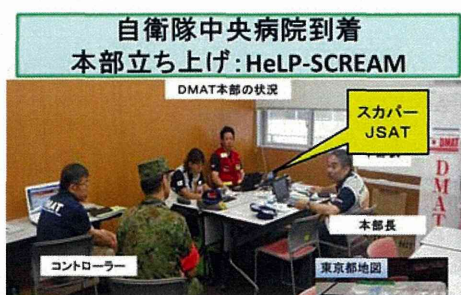 自衛隊中央病院到着
本部立ち上げ:HeLP-SCREAM
DMAT本部の状況
スカパー
JSAT
DMAT
DMAT
本部長
コントローラー
東京都地図